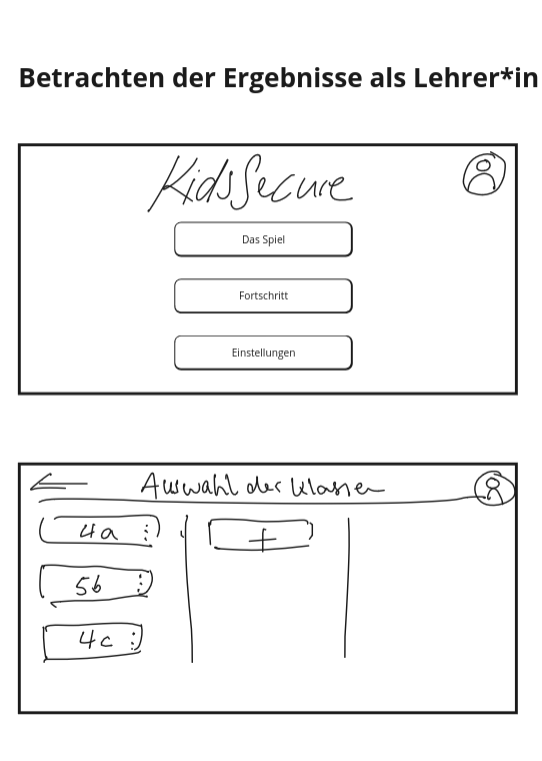 Betrachten der Ergebnisse als Lehrer*in
KidsSecure
Das Spiel
Fortschritt
Einstellungen
Auswahl der Klassen
4a
+
5b
4c